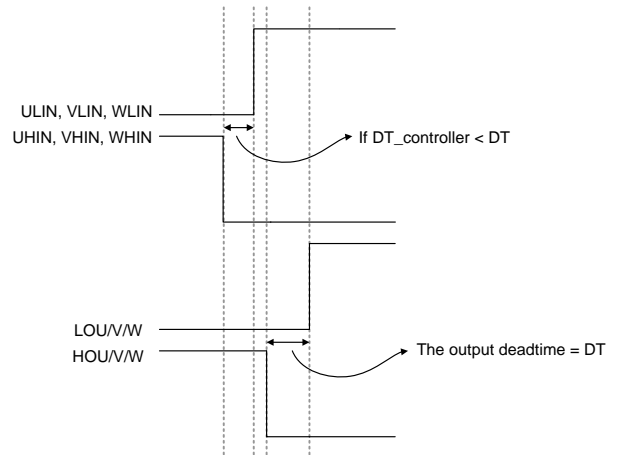 ULIN, VLIN, WLIN
UHIN, VHIN, WHIN
If DT_controller < DT
LOU/V/W
HOU/V/W
The output deadtime = DT